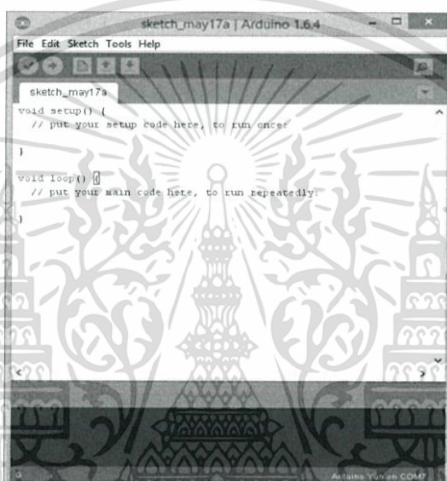 sketch_may17a | Arduino 1.6.4
File Edit Sketch Tools Help
sketch_may17a
void setup() {
// put your setup code here, to run once:
}
void loop() {
// put your main code here, to run repeatedly:
}
Arduino Yún on COM7